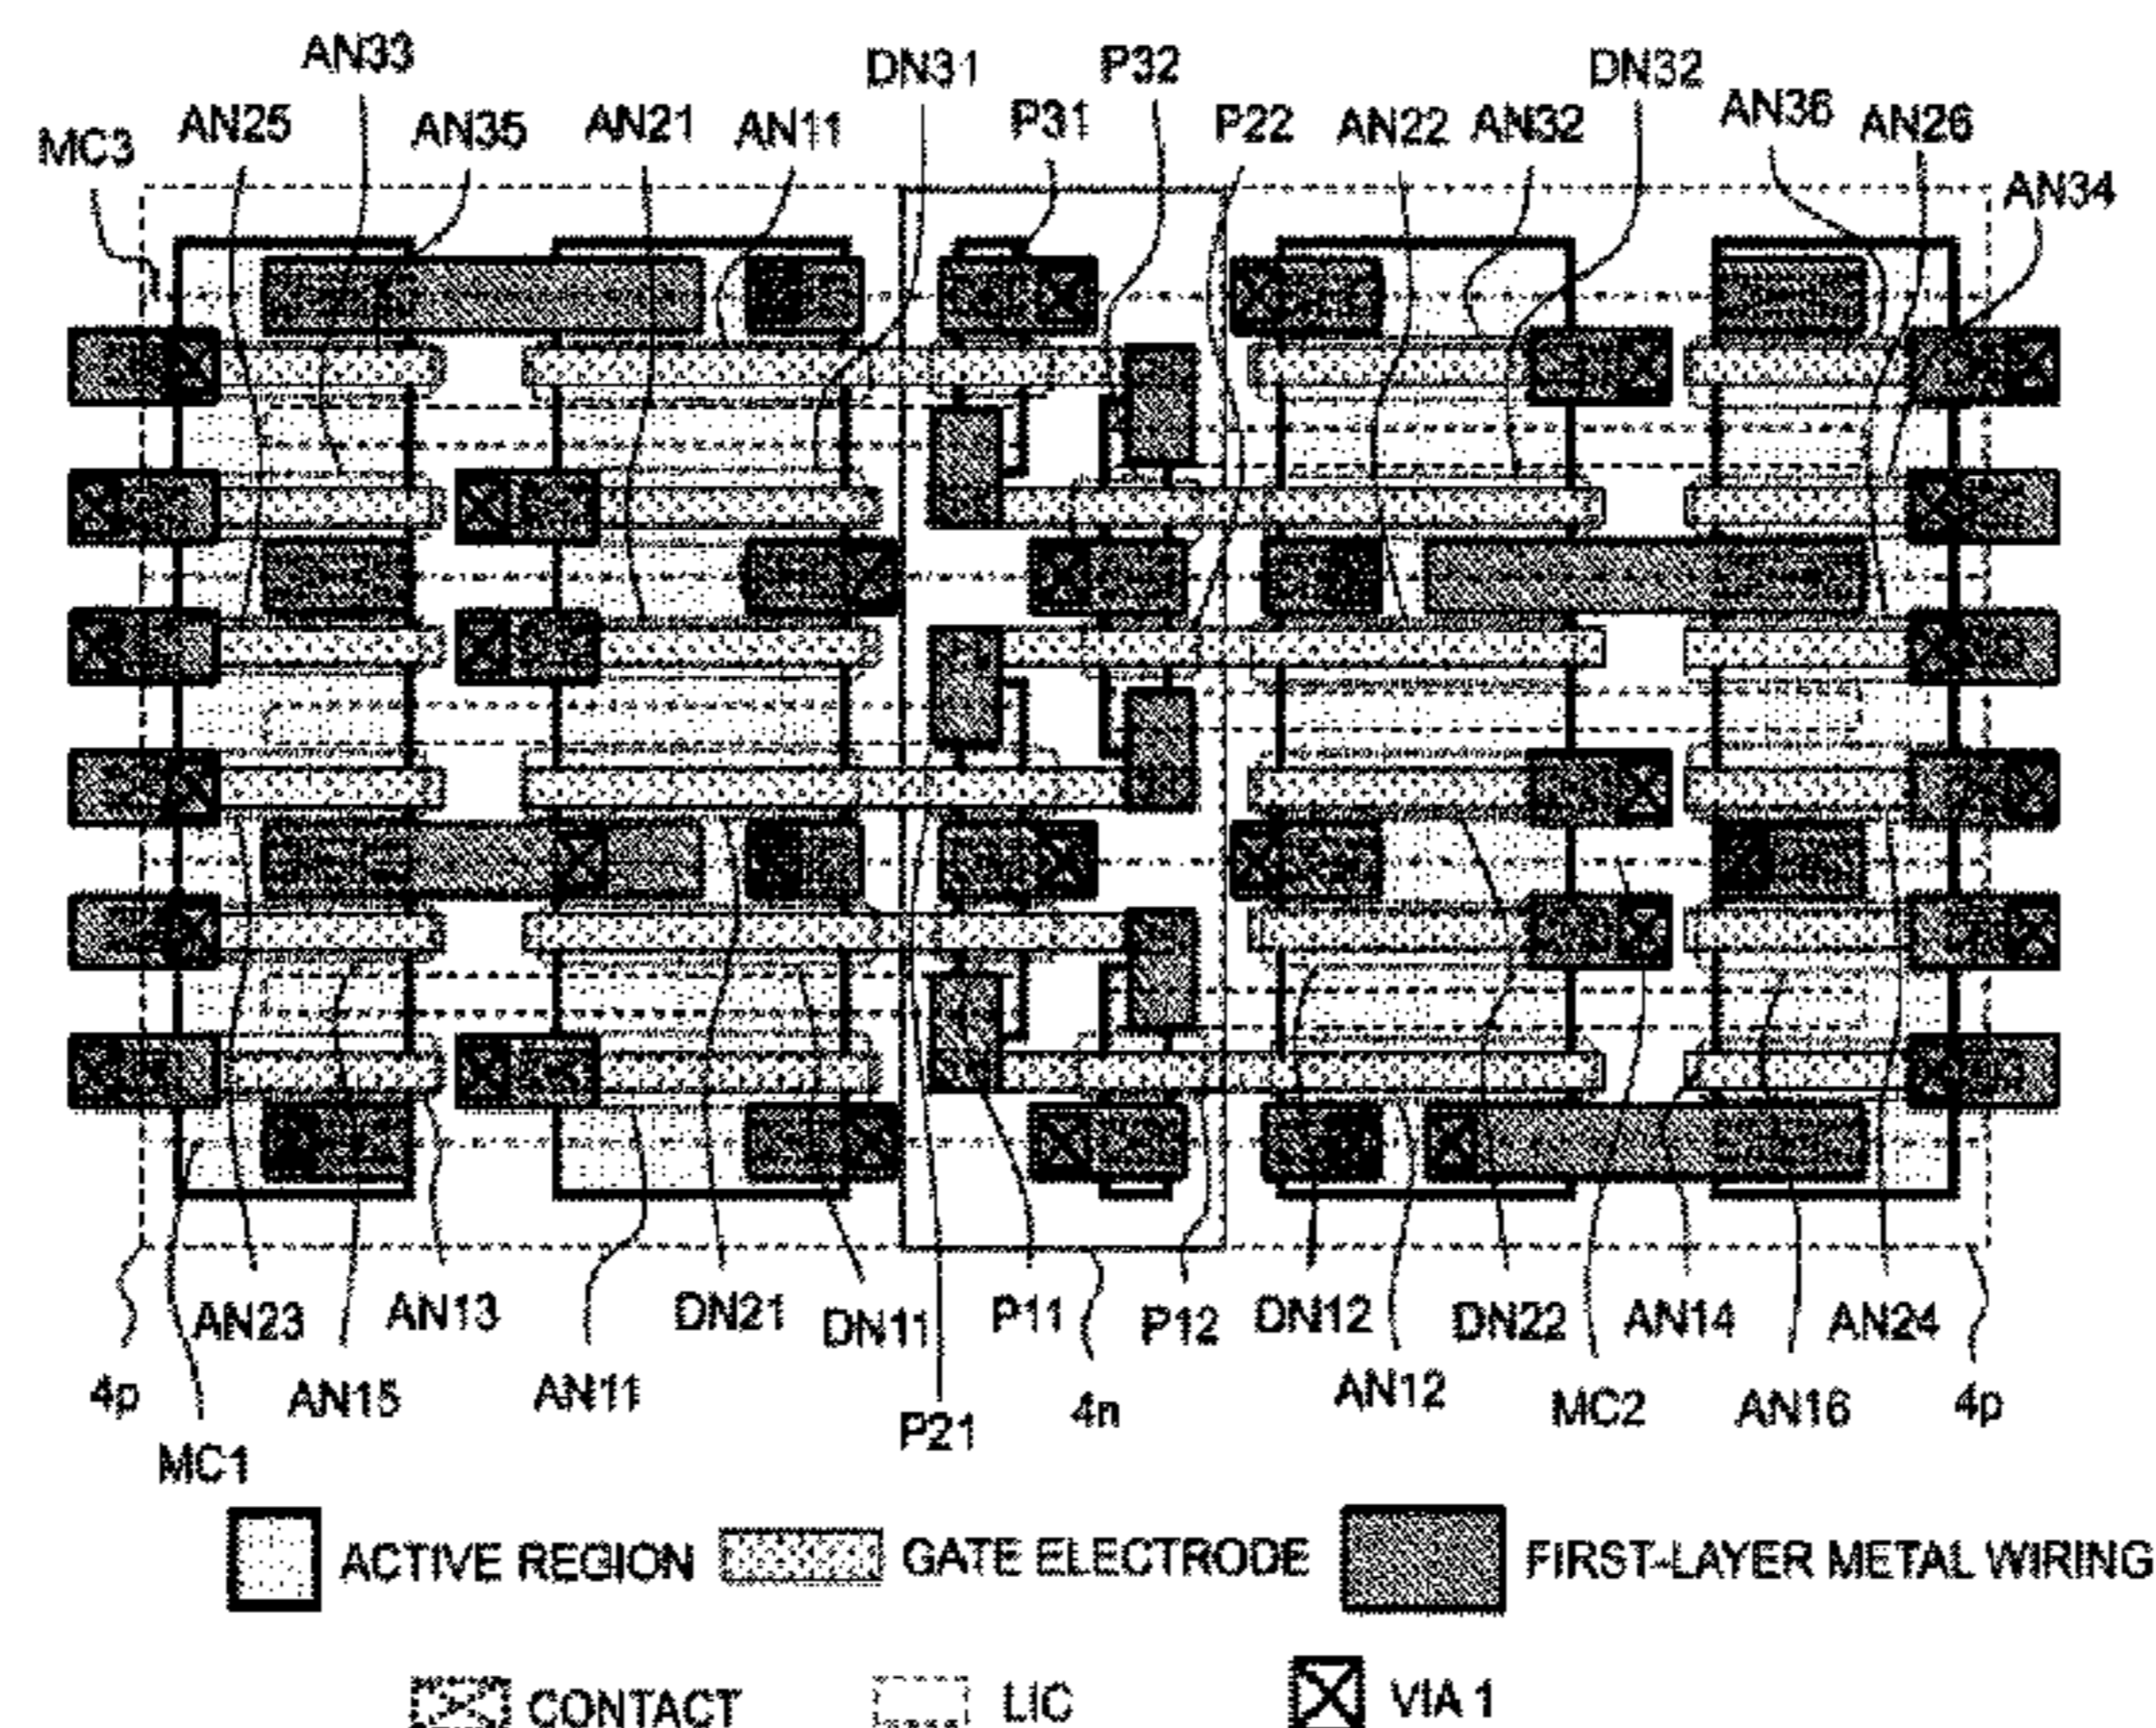 AN33
DN31
P32
DN32
MC3
AN25
AN35
AN21
AN11
P31
P22
AN22
AN32
AN36
AN26
AN34
AN23
AN13
DN21
DN11
P11
P12
DN12
DN22
AN14
AN24
4p
AN15
AN11
P21
4n
AN12
MC2
AN16
4p
MC1
ACTIVE REGION
GATE ELECTRODE
FIRST-LAYER METAL WIRING
CONTACT
LIC
VIA 1